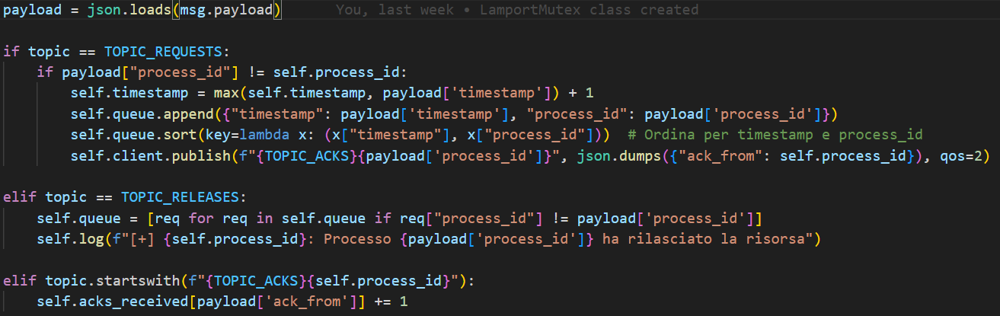 payload = json.loads(msg.payload)    You, last week • LamportMutex class created
if topic == TOPIC_REQUESTS:
    if payload["process_id"] != self.process_id:
        self.timestamp = max(self.timestamp, payload['timestamp']) + 1
        self.queue.append({"timestamp": payload['timestamp'], "process_id": payload['process_id']})
        self.queue.sort(key=lambda x: (x["timestamp"], x["process_id"]))  # Ordina per timestamp e process_id
        self.client.publish(f"{TOPIC_ACKS}{payload['process_id']}", json.dumps({"ack_from": self.process_id}), qos=2)
elif topic == TOPIC_RELEASES:
    self.queue = [req for req in self.queue if req["process_id"] != payload['process_id']]
    self.log(f"[+] {self.process_id}: Processo {payload['process_id']} ha rilasciato la risorsa")
elif topic.startswith(f"{TOPIC_ACKS}{self.process_id}"):
    self.acks_received[payload['ack_from']] += 1